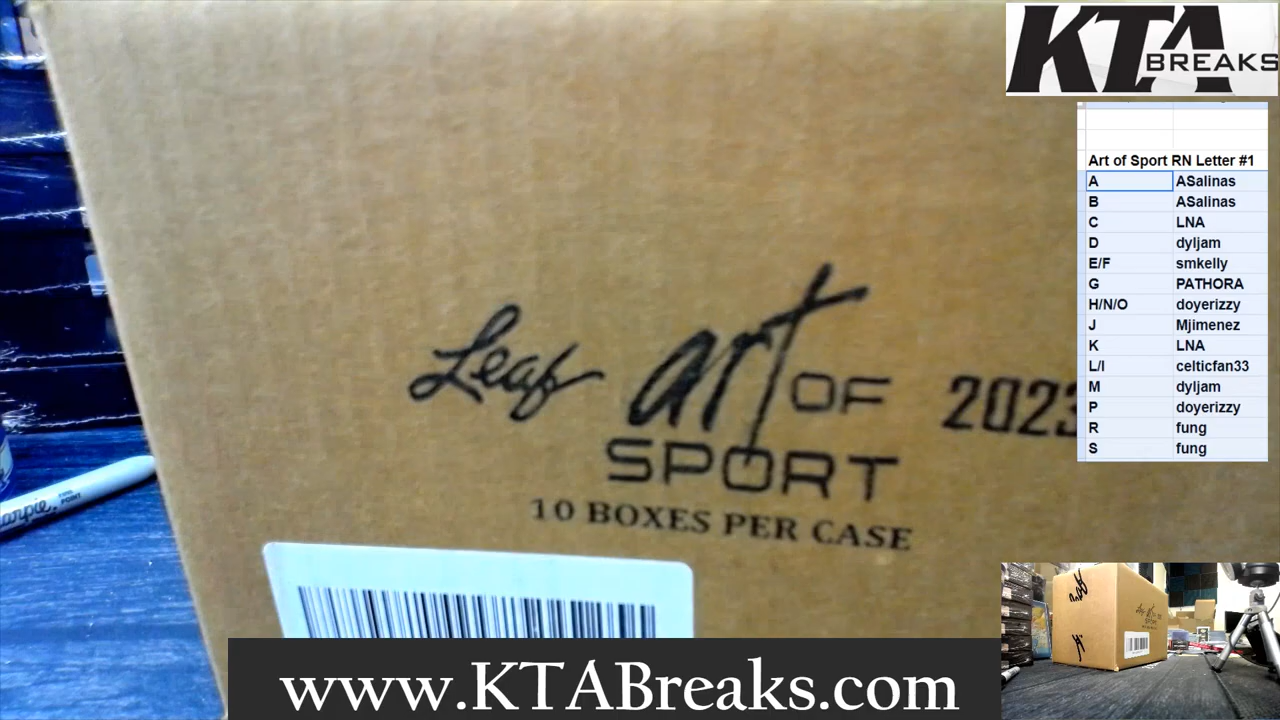 KTA
BREAKS
Art of Sport RN Letter #1
A ASalinas
B ASalinas
C LNA
D dyljam
E/F smkelly
G PATHORA
H/N/O doyerizzy
J Mjimenez
K LNA
L/I celticfan33
M dyljam
P doyerizzy
R fung
S fung
Leaf art OF 2023
SPORT
10 BOXES PER CASE
www.KTABreaks.com